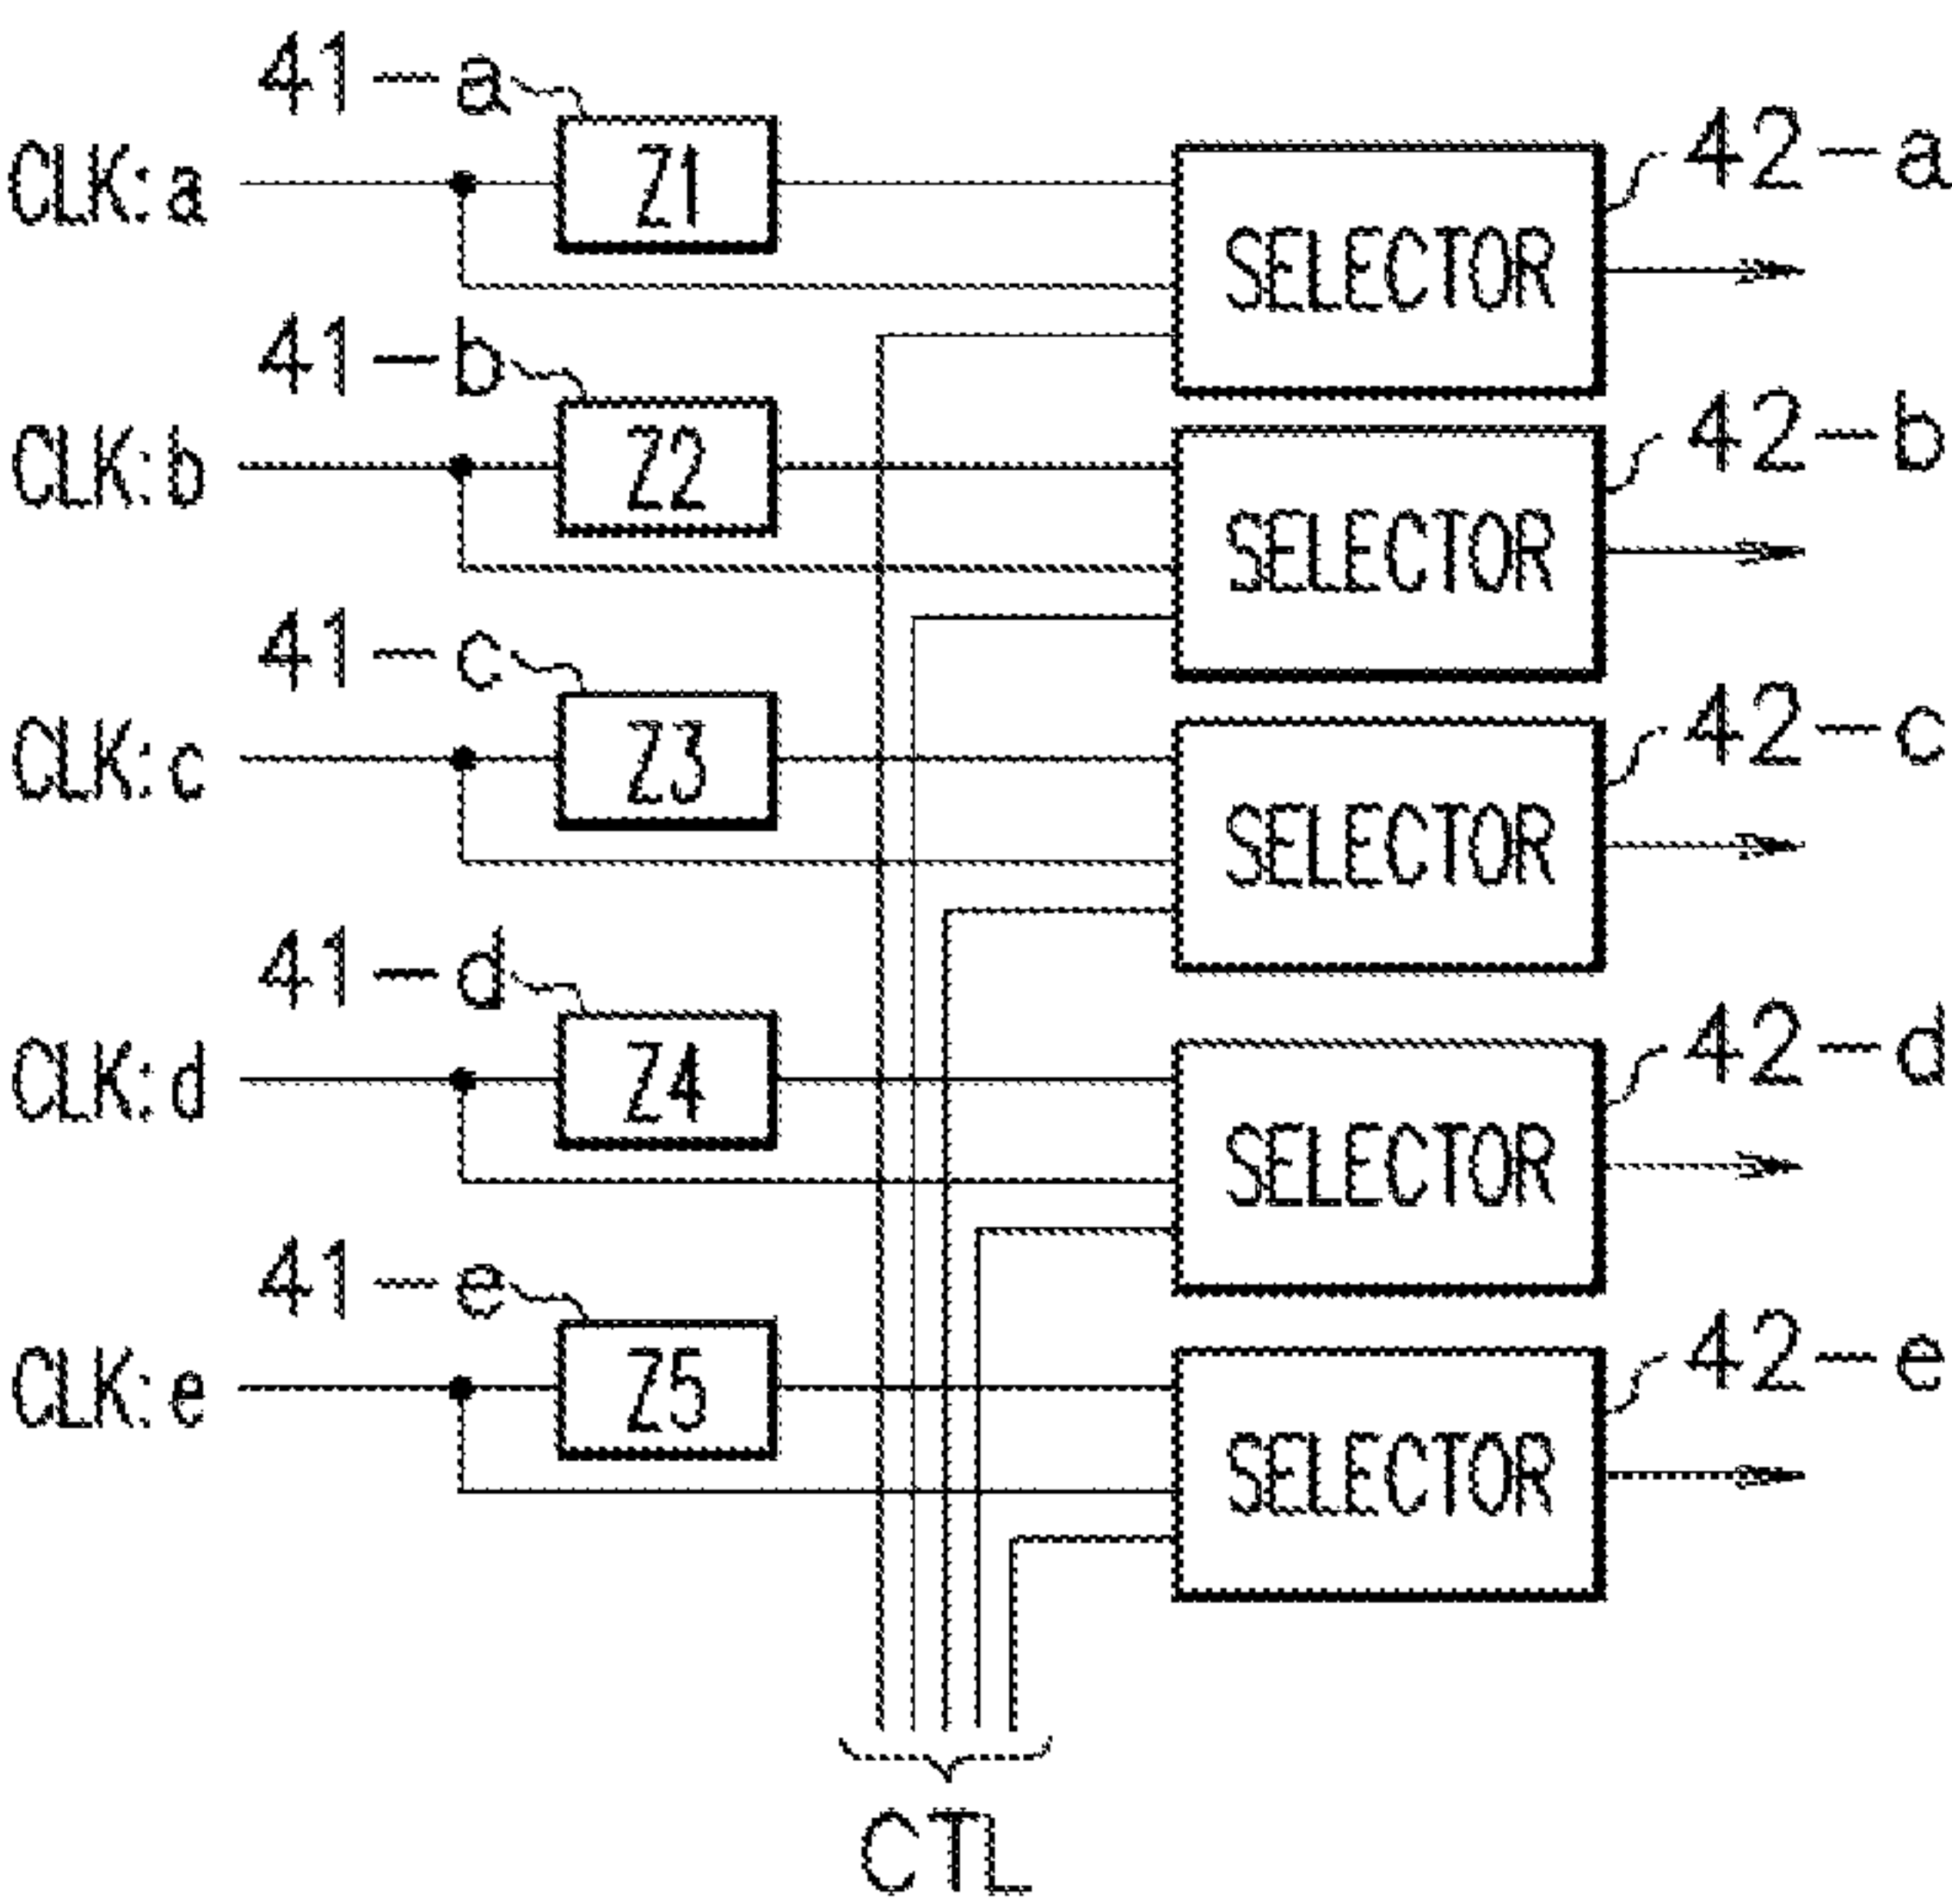 41-a
CLK:a
Z1
SELECTOR
42-a
41-b
CLK:b
Z2
SELECTOR
42-b
41-c
CLK:c
Z3
SELECTOR
42-c
41-d
CLK:d
Z4
SELECTOR
42-d
41-e
CLK:e
Z5
SELECTOR
42-e
CTL